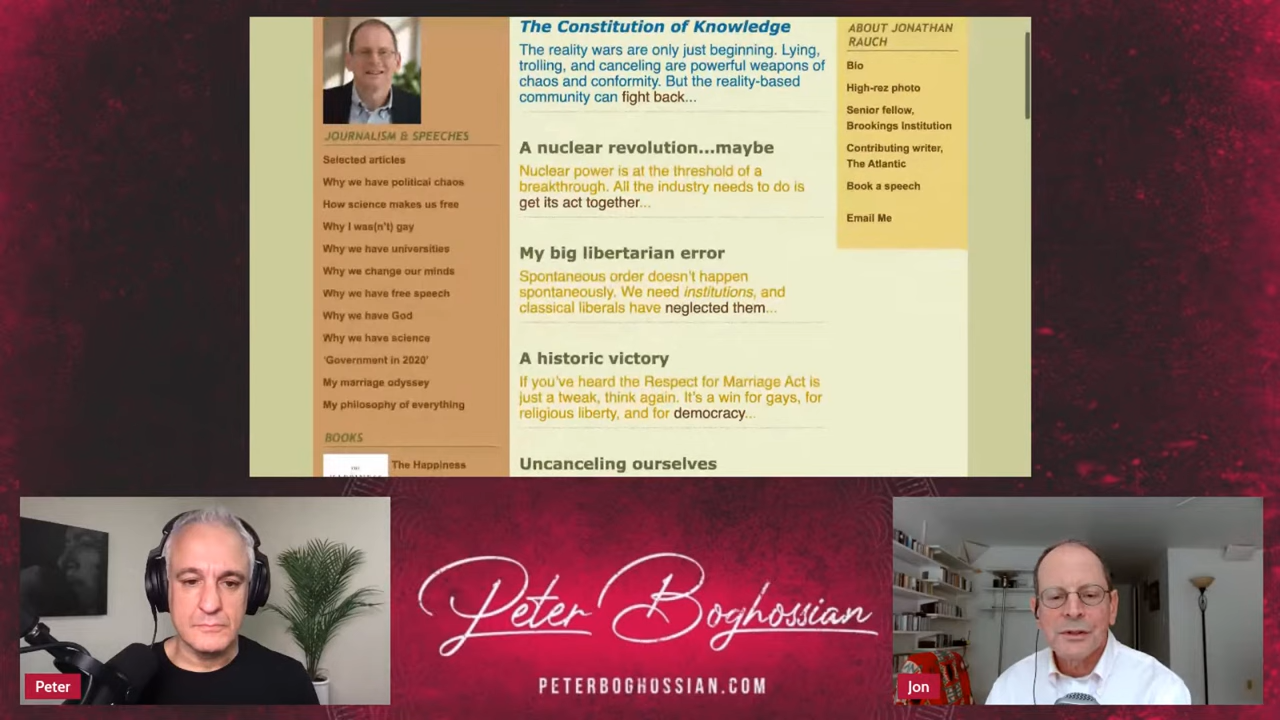 JOURNALISM & SPEECHES
Selected articles
Why we have political chaos
How science makes us free
Why I was(n't) gay
Why we have universities
Why we change our minds
Why we have free speech
Why we have God
Why we have science
'Government in 2020'
My marriage odyssey
My philosophy of everything
BOOKS
The Happiness
The Constitution of Knowledge
The reality wars are only just beginning. Lying,
trolling, and canceling are powerful weapons of
chaos and conformity. But the reality-based
community can fight back...
A nuclear revolution...maybe
Nuclear power is at the threshold of a
breakthrough. All the industry needs to do is
get its act together...
My big libertarian error
Spontaneous order doesn't happen
spontaneously. We need institutions, and
classical liberals have neglected them...
A historic victory
If you've heard the Respect for Marriage Act is
just a tweak, think again. It's a win for gays, for
religious liberty, and for democracy...
Uncanceling ourselves
ABOUT JONATHAN
RAUCH
Bio
High-rez photo
Senior fellow,
Brookings Institution
Contributing writer,
The Atlantic
Book a speech
Email Me
Peter
Peter Boghossian
PETERBOGHOSSIAN.COM
Jon